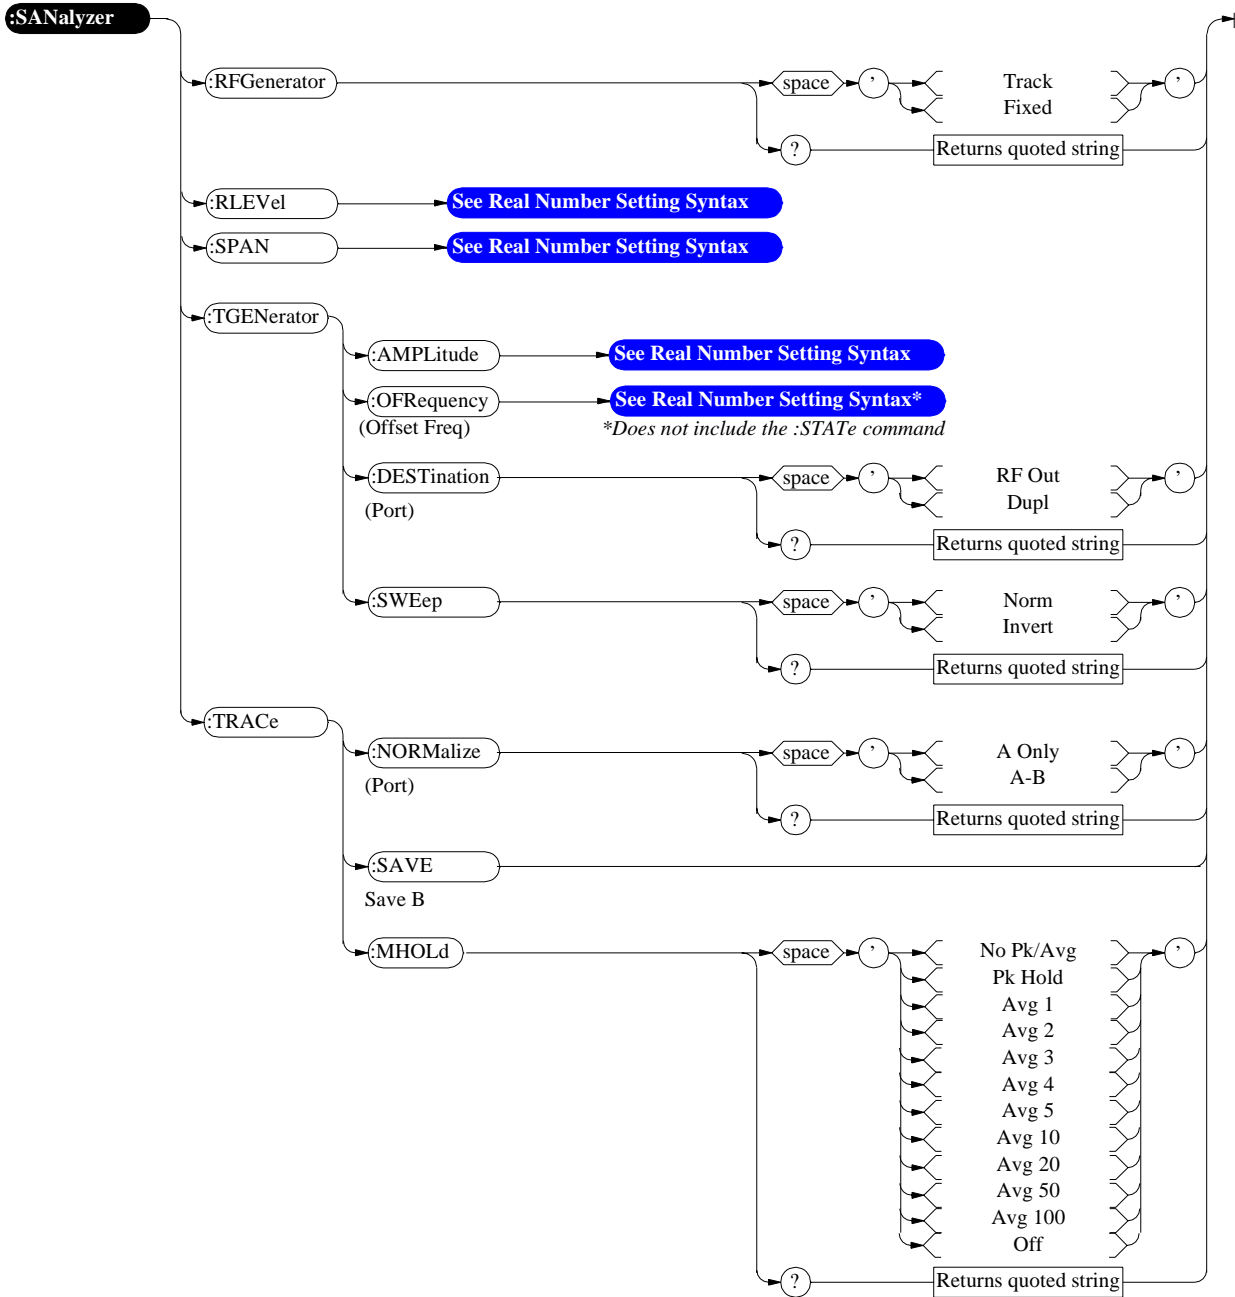 :SANalyzer
:RFGenerator
space
'
Track
Fixed
'
?
Returns quoted string
:RLEVel
See Real Number Setting Syntax
:SPAN
See Real Number Setting Syntax
:TGENerator
:AMPLitude
See Real Number Setting Syntax
:OFRequency
See Real Number Setting Syntax*
(Offset Freq)
*Does not include the :STATe command
:DESTination
space
'
RF Out
Dupl
'
(Port)
?
Returns quoted string
:SWEep
space
'
Norm
Invert
'
?
Returns quoted string
:TRACe
:NORMalize
space
'
A Only
A-B
'
(Port)
?
Returns quoted string
:SAVE
Save B
:MHOLd
space
'
No Pk/Avg
Pk Hold
Avg 1
Avg 2
Avg 3
Avg 4
Avg 5
Avg 10
Avg 20
Avg 50
Avg 100
Off
'
?
Returns quoted string